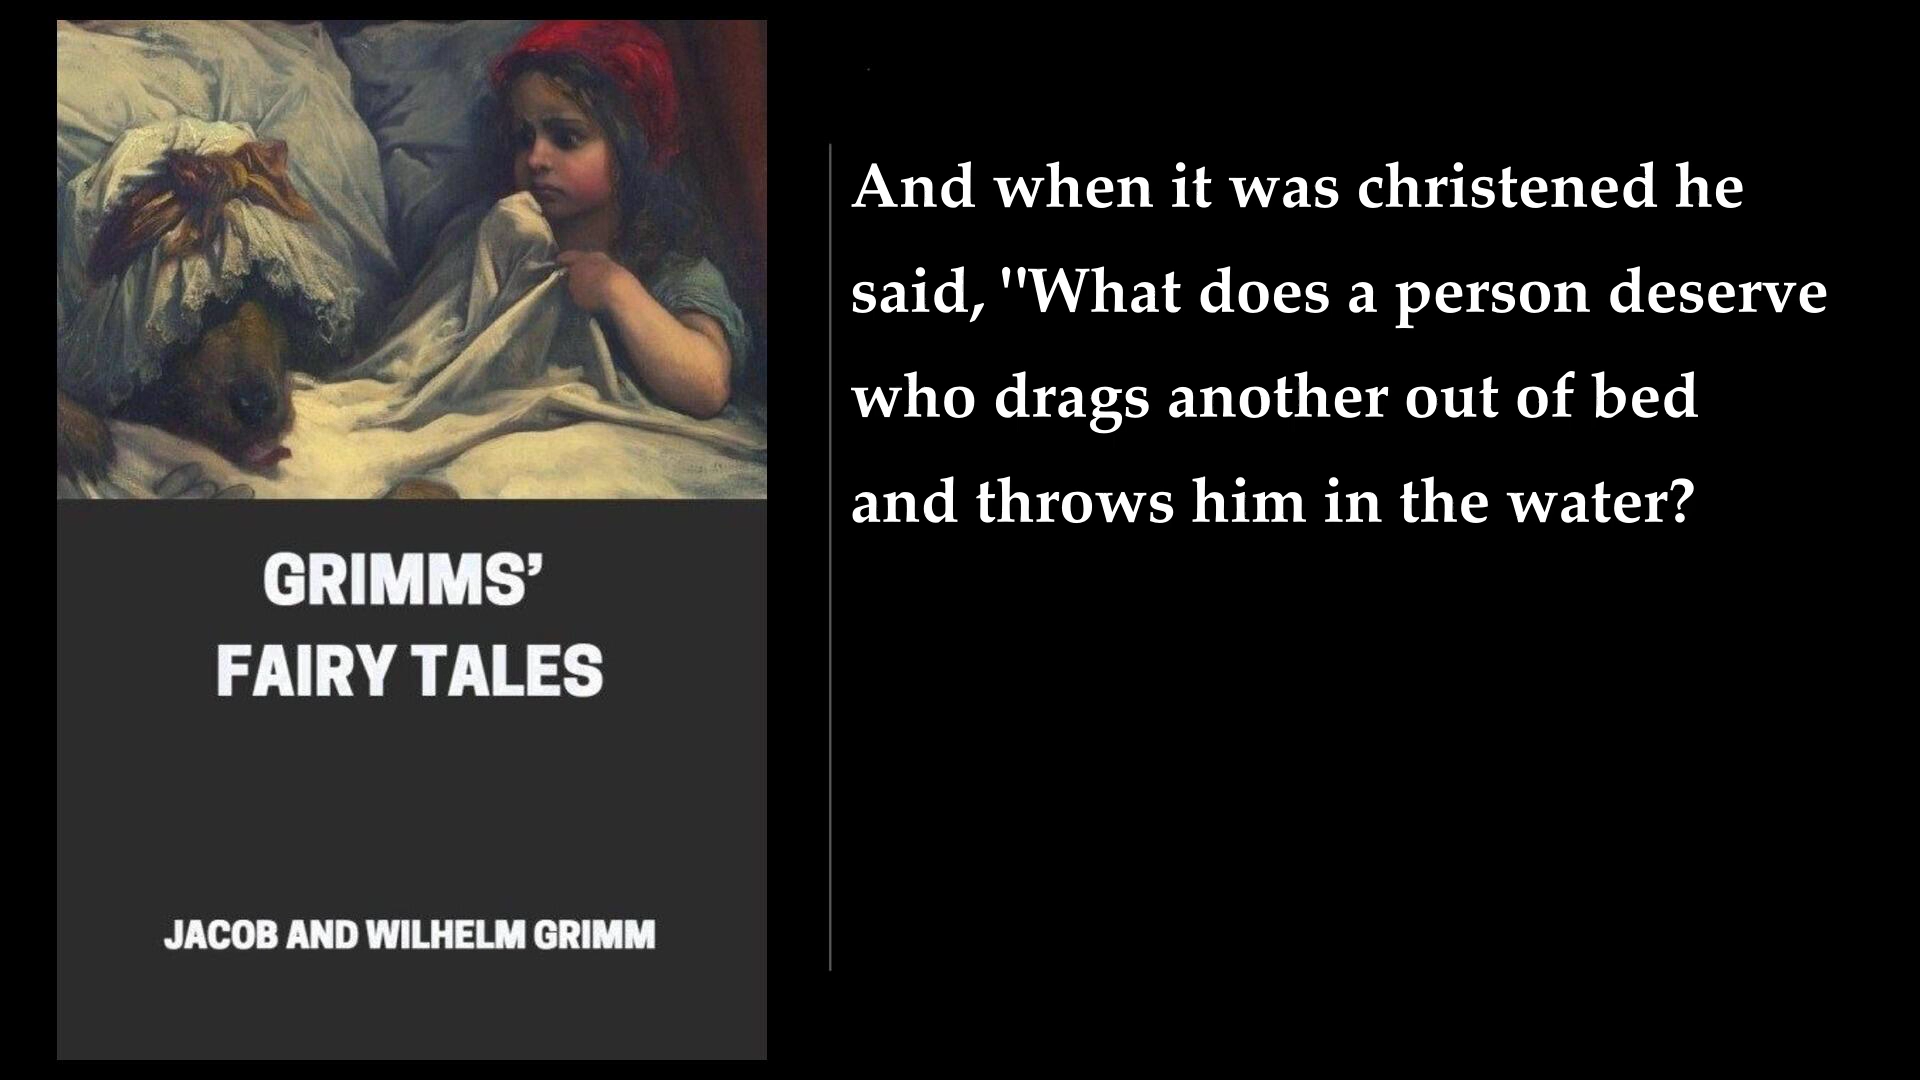 GRIMMS’
FAIRY TALES
JACOB AND WILHELM GRIMM
And when it was christened he
said, "What does a person deserve
who drags another out of bed
and throws him in the water?